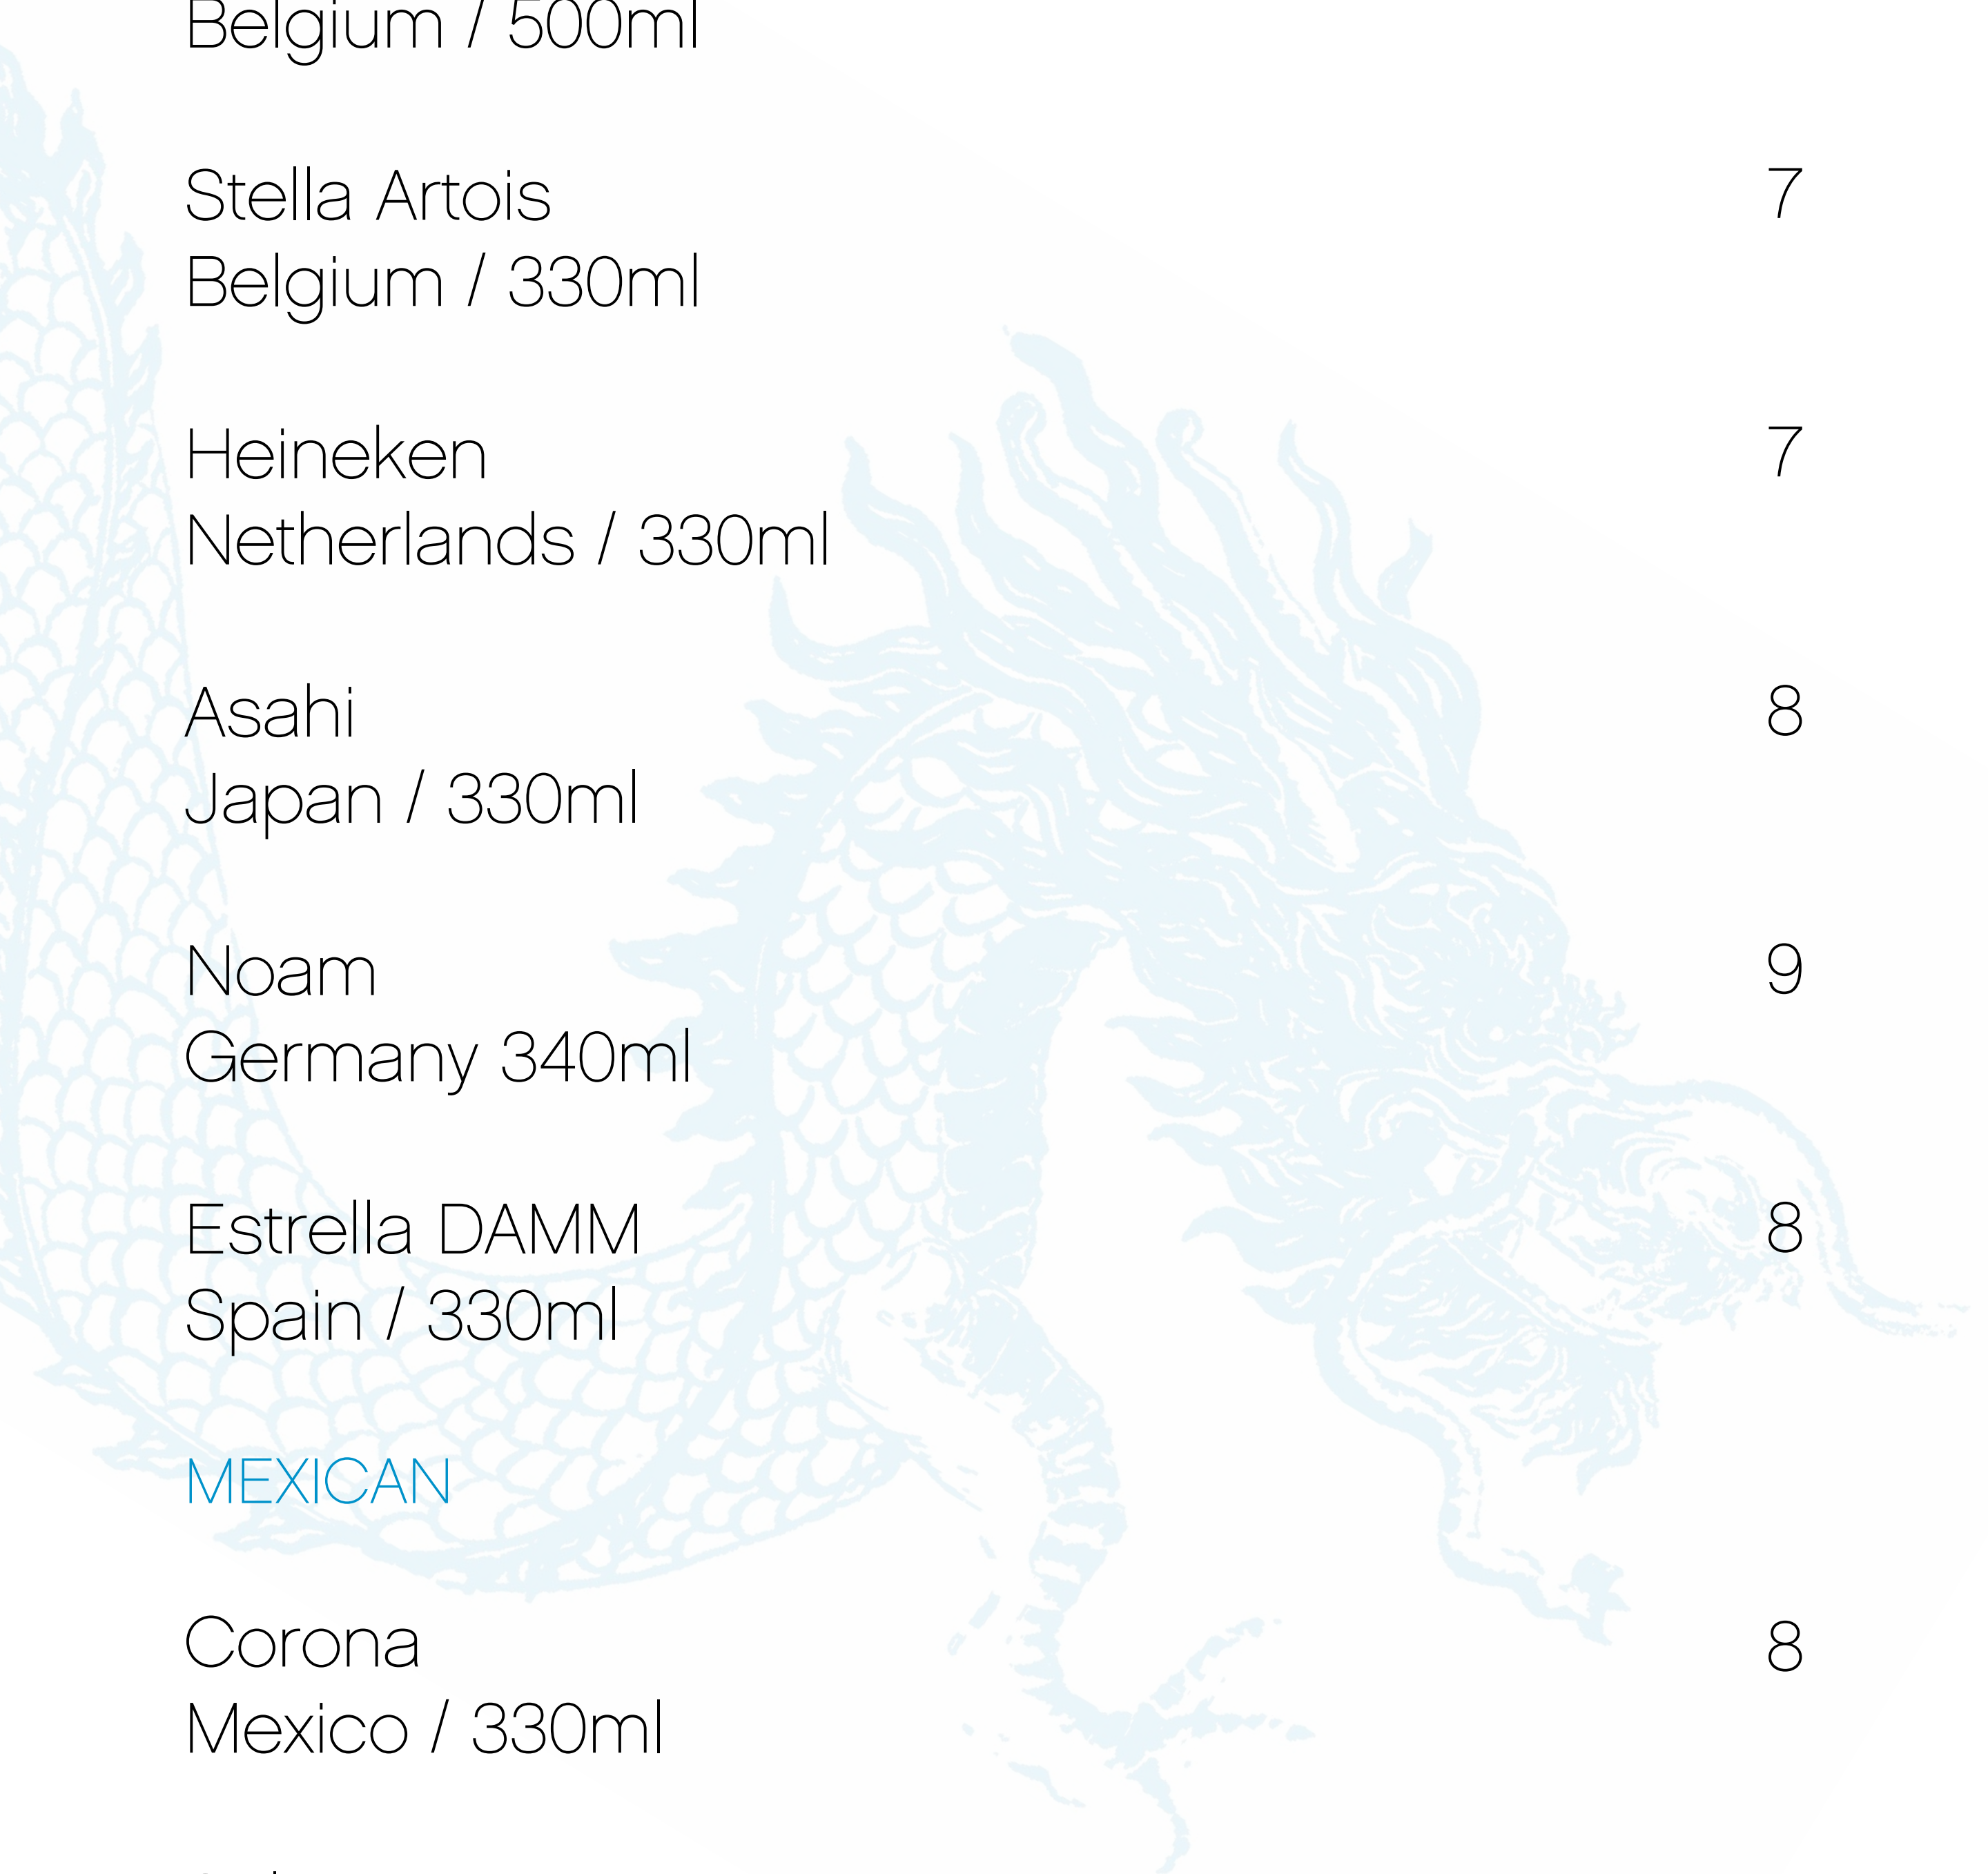 Belgium / 500ml
Stella Artois 7
Belgium / 330ml
Heineken 7
Netherlands / 330ml
Asahi 8
Japan / 330ml
Noam 9
Germany 340ml
Estrella DAMM 8
Spain / 330ml
MEXICAN
Corona 8
Mexico / 330ml